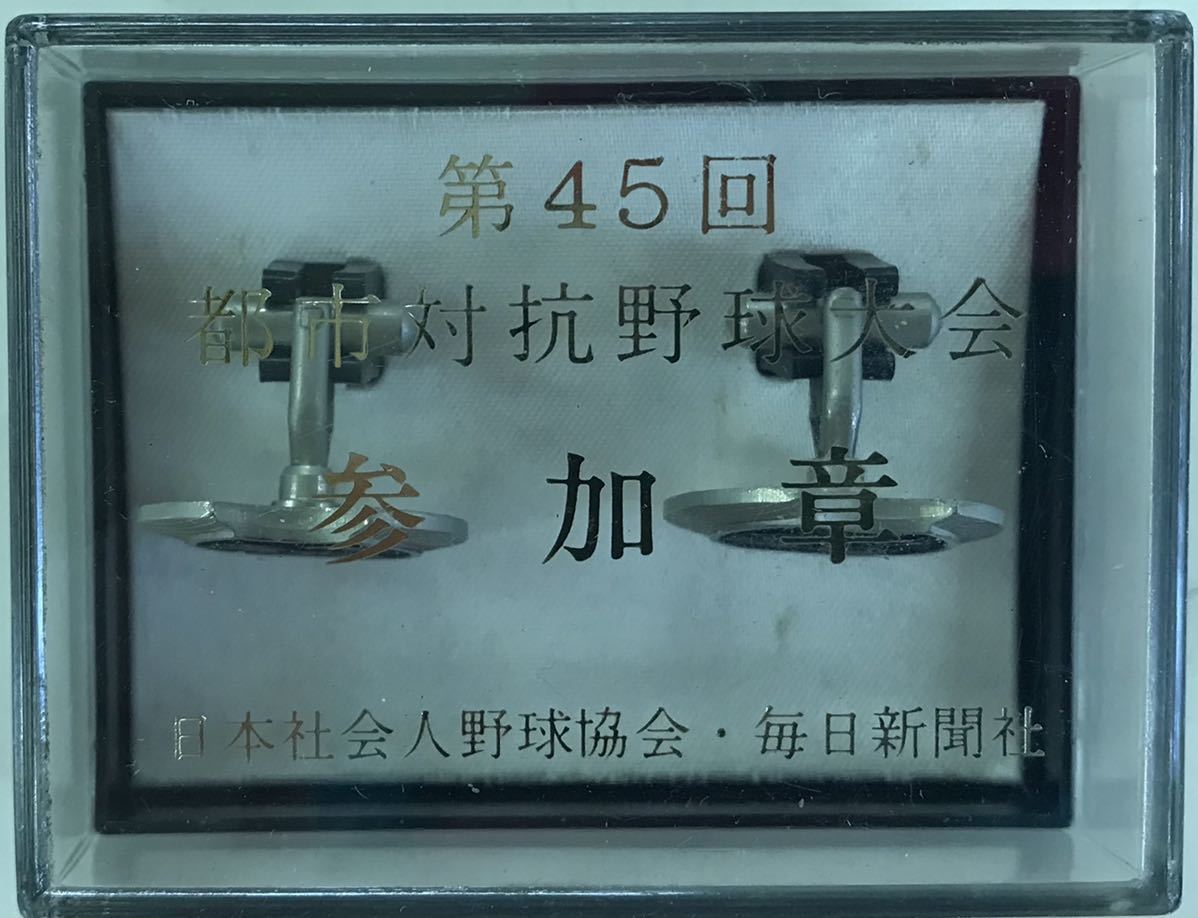 第45回
都市対抗野球大会
参加章
日本社会人野球協会・毎日新聞社